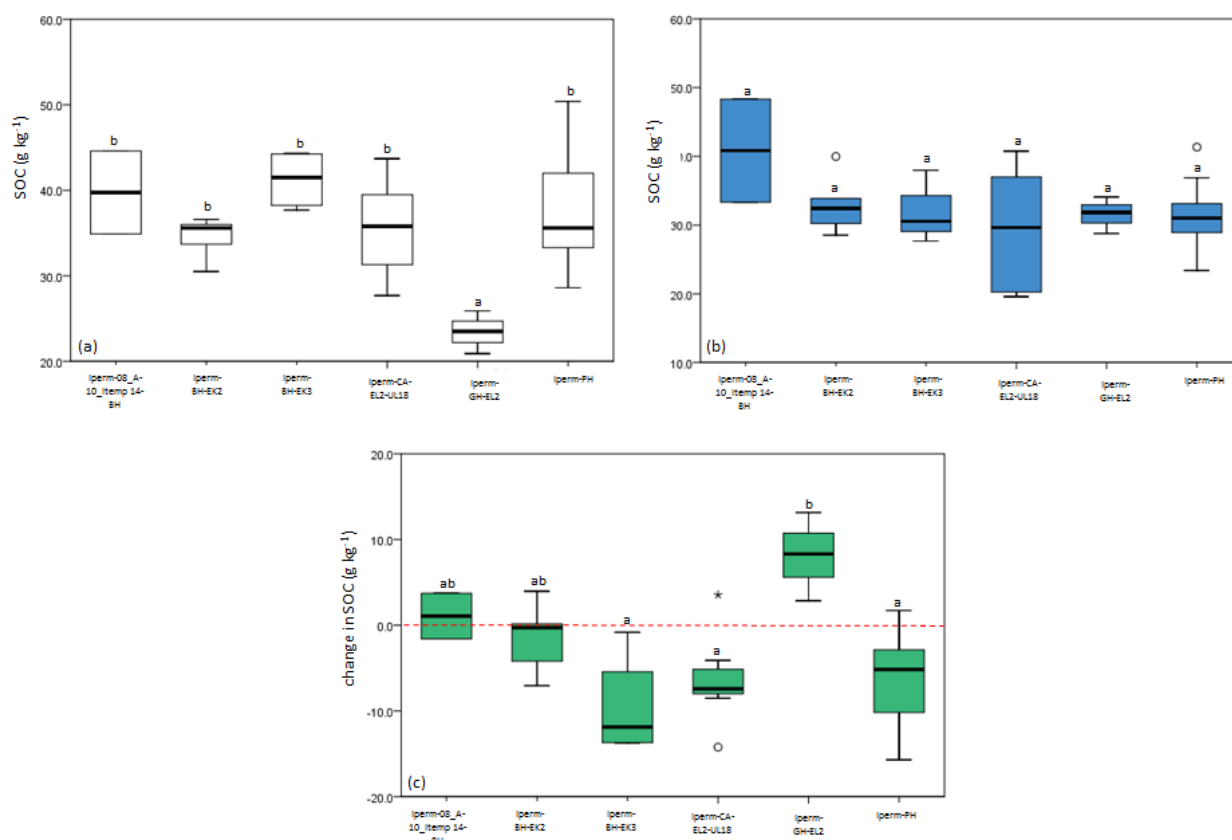 60.0
50.0
40.0
30.0
20.0
SOC (g kg-1)
b
b
b
b
a
b
(a)
Iperm-08_A-
10_Itemp 14-
BH
Iperm-
BH-EK2
Iperm-
BH-EK3
Iperm-CA-
EL2-UL18
Iperm-
GH-EL2
Iperm-PH
60.0
50.0
0.0
30.0
20.0
10.0
SOC (g kg-1)
a
a
a
a
a
a
(b)
Iperm-08_A-
10_Itemp 14-
BH
Iperm-
BH-EK2
Iperm-
BH-EK3
Iperm-CA-
EL2-UL18
Iperm-
GH-EL2
Iperm-PH
20.0
10.0
0.0
-10.0
-20.0
change in SOC (g kg-1)
ab
ab
a
a
b
a
(c)
Iperm-08_A-
10_Itemp 14-
Iperm-
BH-EK2
Iperm-
BH-EK3
Iperm-CA-
EL2-UL18
Iperm-
GH-EL2
Iperm-PH